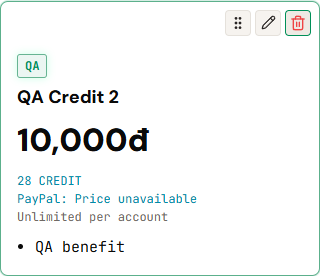 QA
QA Credit 2
10,000đ
28 CREDIT
PayPal: Price unavailable
Unlimited per account
• QA benefit